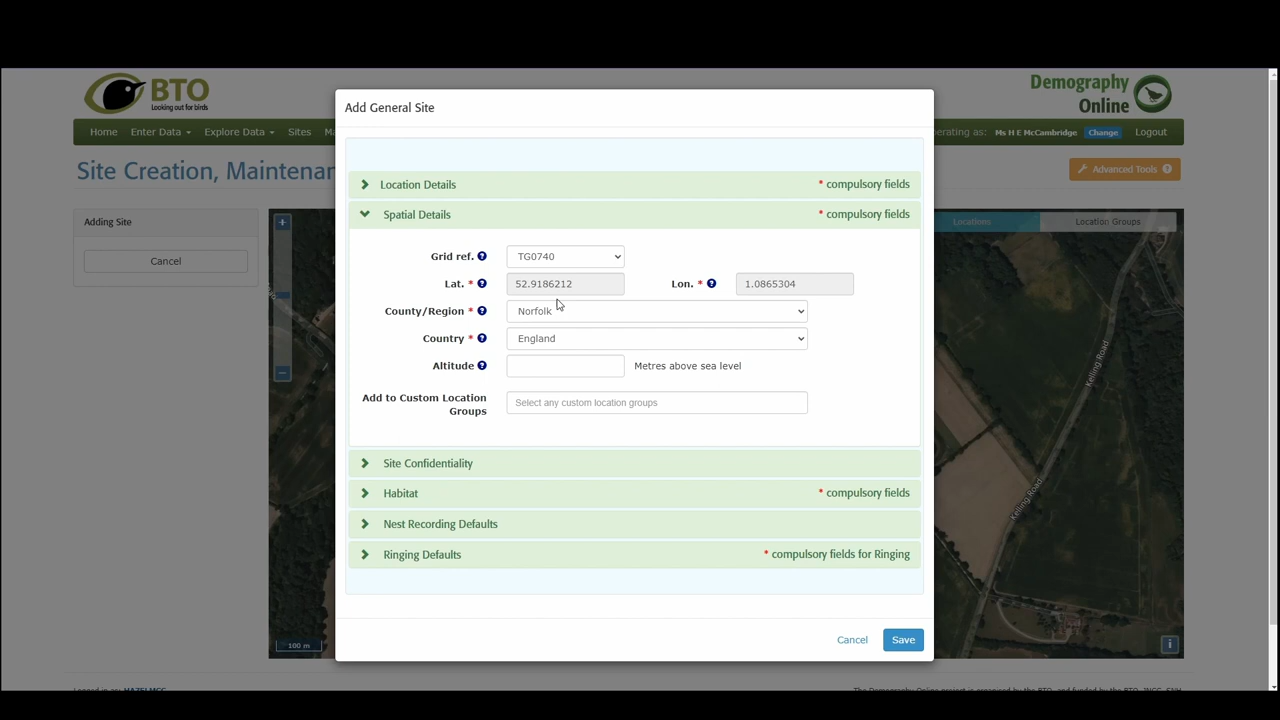 BTO
Looking out for birds
Demography
Online
Home Enter Data Explore Data Sites Ma
erating as: Ms H E McCambridge Change Logout
Site Creation, Maintenan
Advanced Tools
Adding Site
Cancel
Locations Location Groups
Add General Site
Location Details * compulsory fields
Spatial Details * compulsory fields
Grid ref. TG0740
Lat. * 52.9186212 Lon. * 1.0865304
County/Region * Norfolk
Country * England
Altitude Metres above sea level
Add to Custom Location
Groups
Select any custom location groups
Site Confidentiality
Habitat * compulsory fields
Nest Recording Defaults
Ringing Defaults * compulsory fields for Ringing
Cancel Save
Kelling Road
Kelling Road
100 m